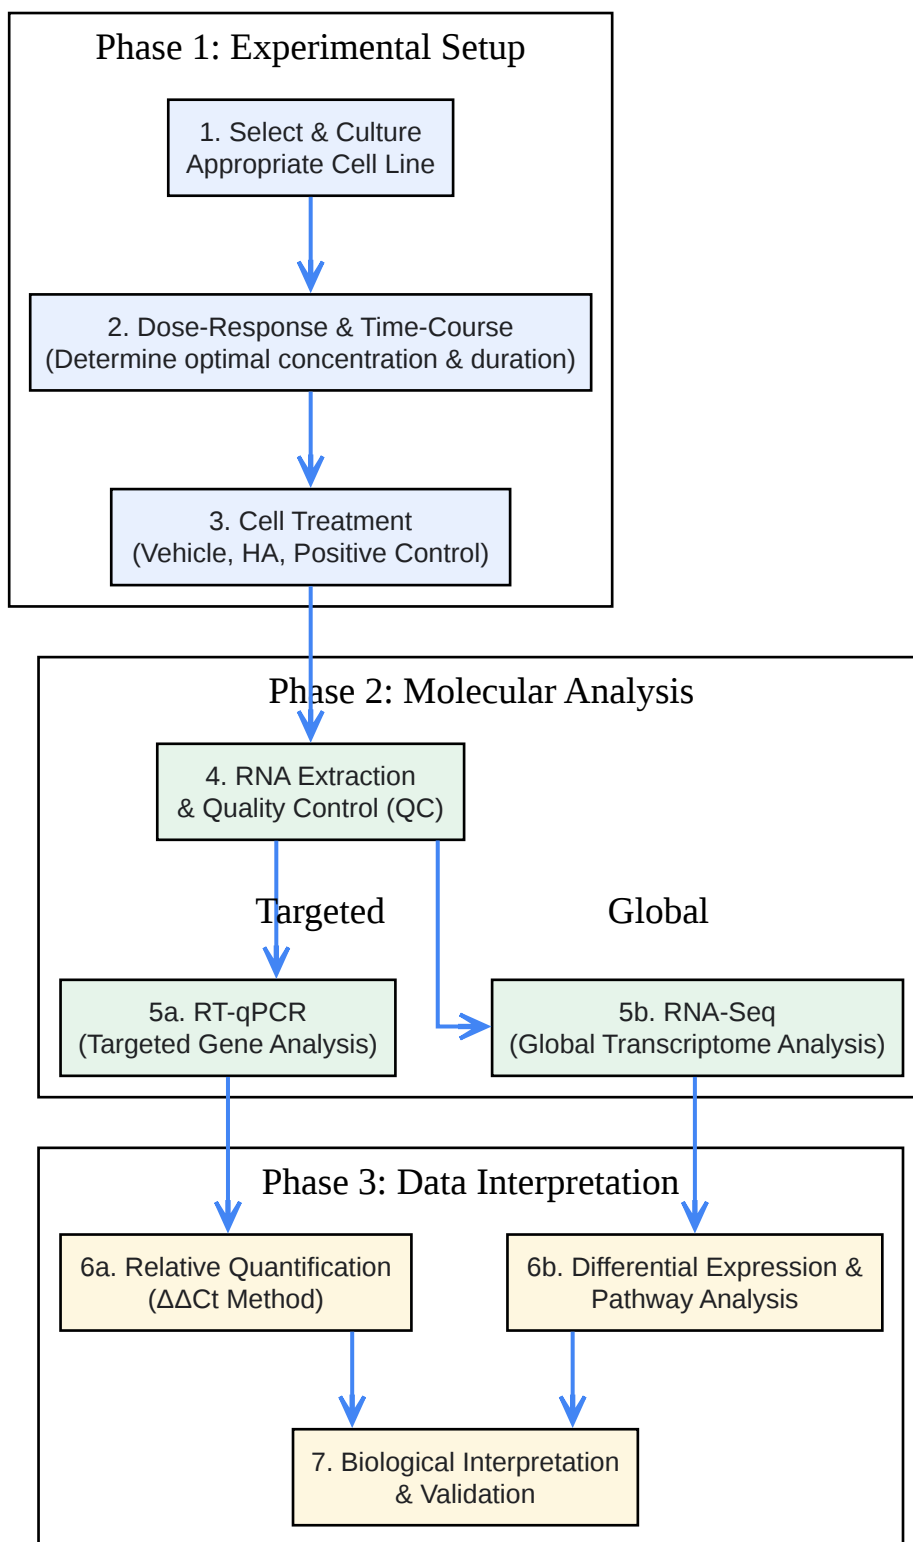 Phase 1: Experimental Setup
1. Select & Culture
Appropriate Cell Line
2. Dose-Response & Time-Course
(Determine optimal concentration & duration)
3. Cell Treatment
(Vehicle, HA, Positive Control)
Phase 2: Molecular Analysis
4. RNA Extraction
& Quality Control (QC)
Targeted
Global
5a. RT-qPCR
(Targeted Gene Analysis)
5b. RNA-Seq
(Global Transcriptome Analysis)
Phase 3: Data Interpretation
6a. Relative Quantification
(ΔΔCt Method)
6b. Differential Expression &
Pathway Analysis
7. Biological Interpretation
& Validation